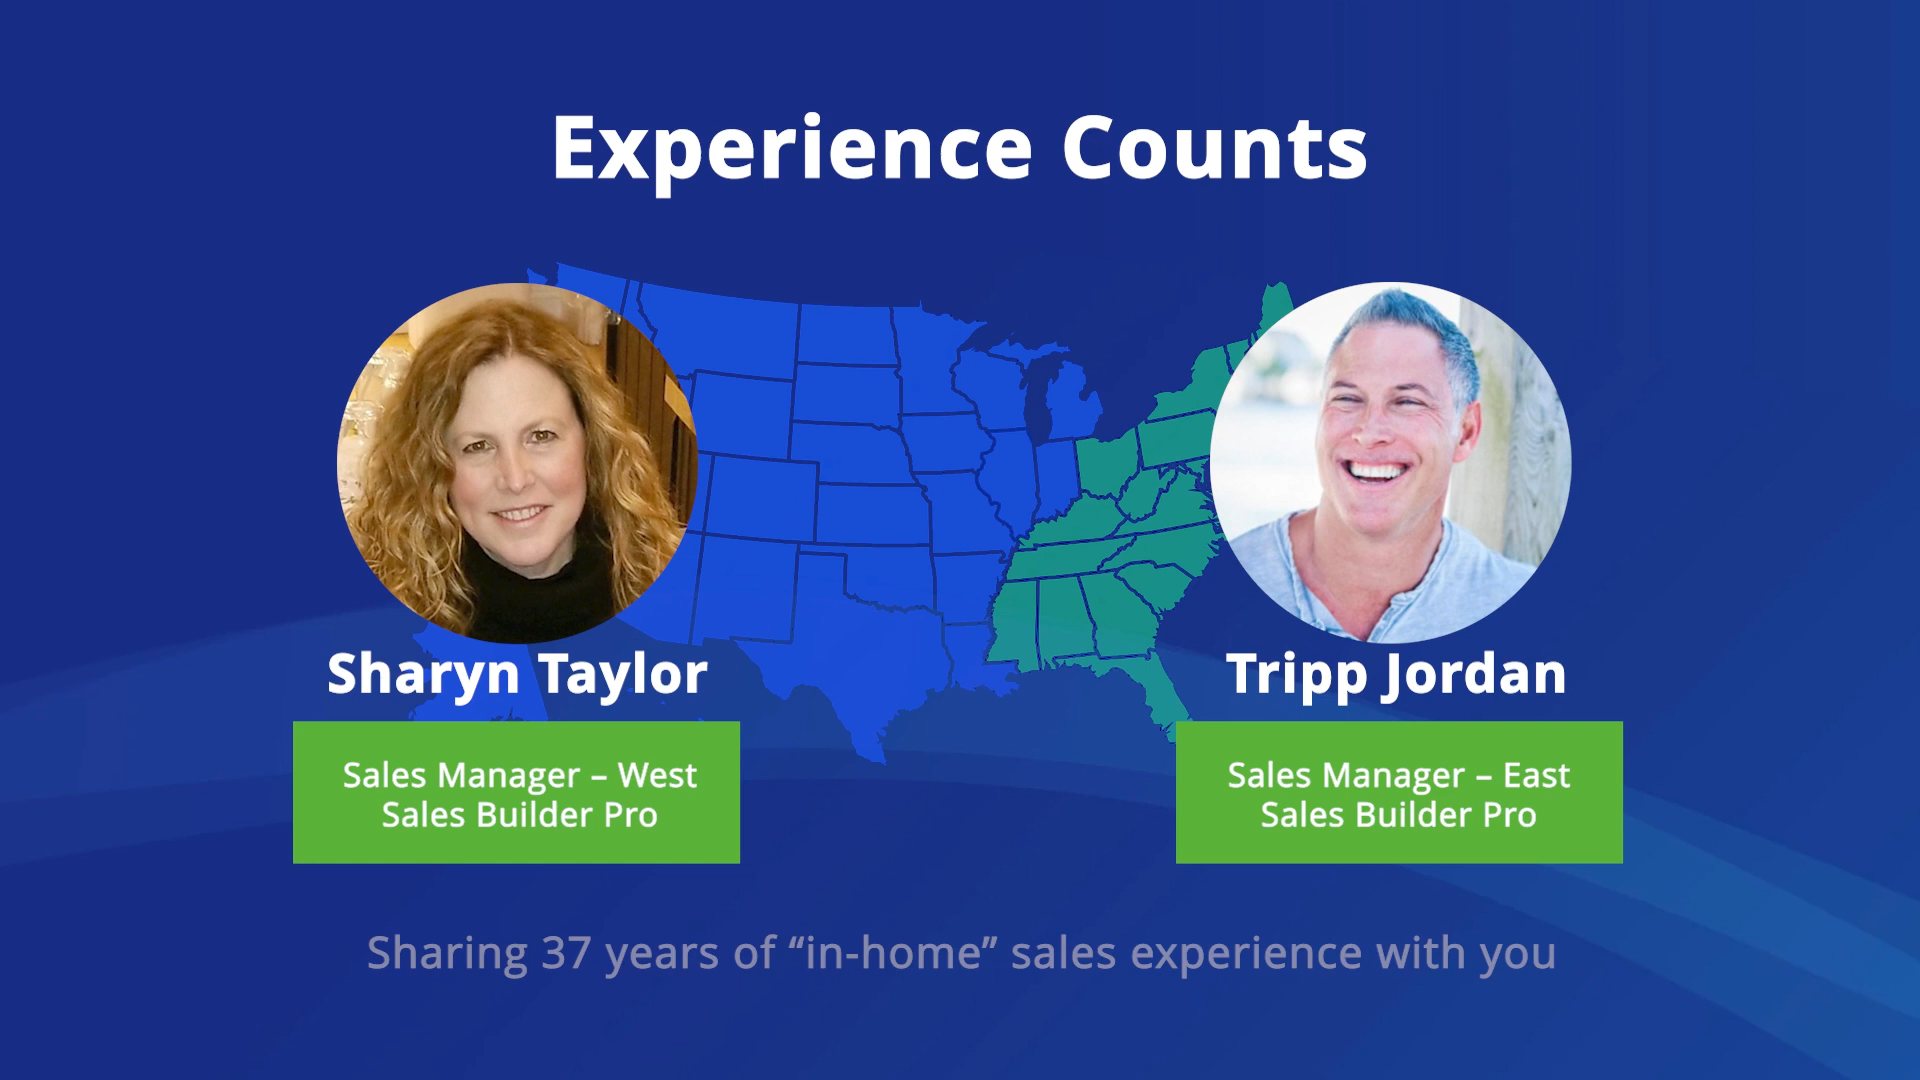 Experience Counts
Sharyn Taylor
Sales Manager – West
Sales Builder Pro
Tripp Jordan
Sales Manager – East
Sales Builder Pro
Sharing 37 years of “in-home” sales experience with you